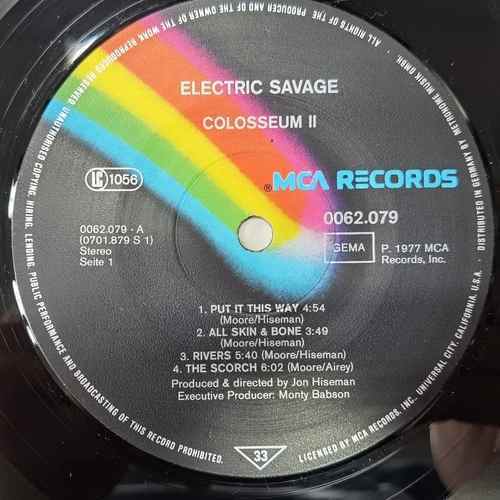 ELECTRIC SAVAGE
COLOSSEUM II
LC 1056
® MCA RECORDS
0062.079 - A
(0701.879 S 1)
Stereo
Seite 1
0062.079
GEMA
P. 1977 MCA
Records, Inc.
1. PUT IT THIS WAY 4:54
(Moore/Hiseman)
2. ALL SKIN & BONE 3:49
(Moore/Hiseman)
3. RIVERS 5:40 (Moore/Hiseman)
4. THE SCORCH 6:02 (Moore/Airey)
Produced & directed by Jon Hiseman
Executive Producer: Monty Babson
33
ALL RIGHTS OF THE PRODUCER AND OF THE OWNER OF THE WORK REPRODUCED RESERVED. UNAUTHORISED COPYING, HIRING, LENDING, PUBLIC PERFORMANCE AND BROADCASTING OF THIS RECORD PROHIBITED.
LICENSED BY MCA RECORDS, INC. UNIVERSAL CITY, CALIFORNIA, U.S.A. · DISTRIBUTED IN GERMANY BY METRONOME MUSIK GMBH.